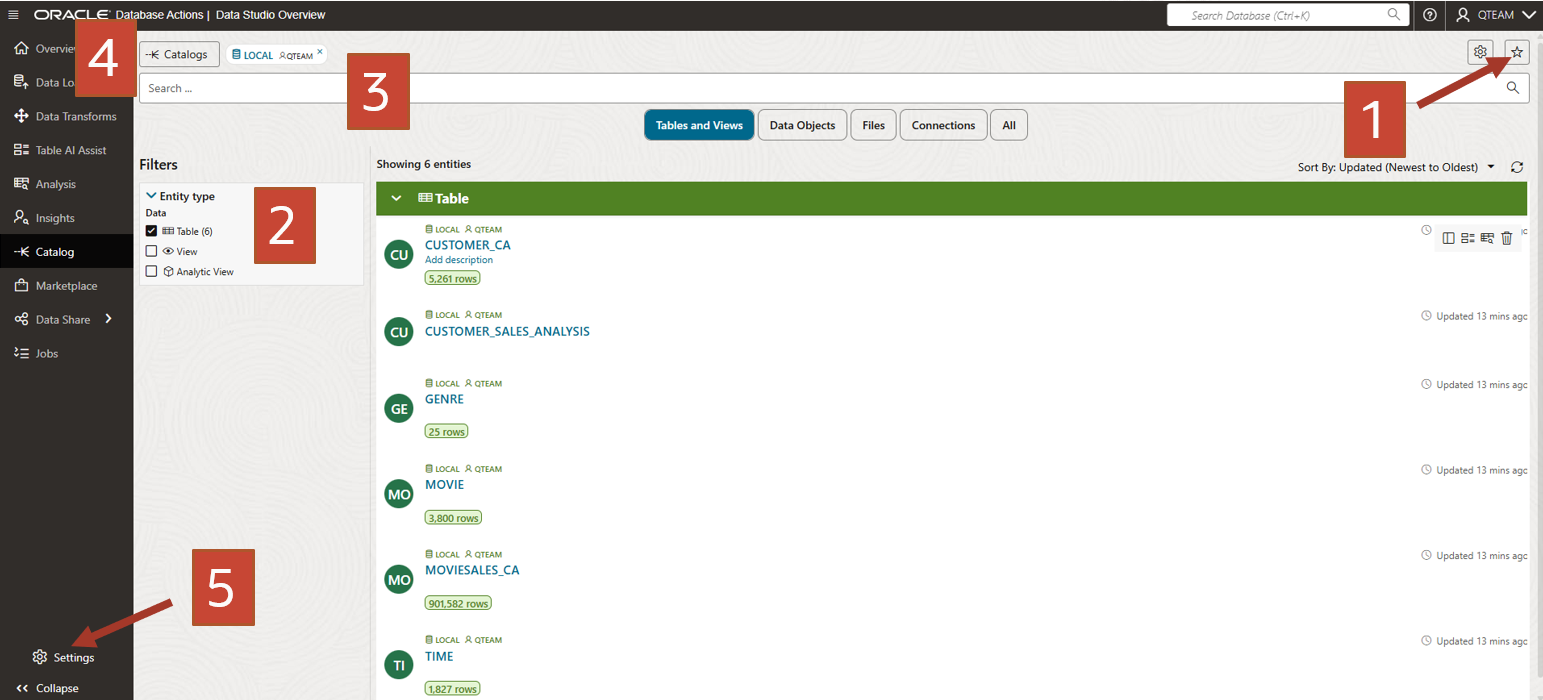 ORACLE Database Actions | Data Studio Overview
Search Database (Ctrl+K)
QTEAM
4
Data
Data Transforms
Table AI Assist
Analysis
Insights
Catalog
Marketplace
Data Share
Jobs
5
Settings
Collapse
Catalogs
LOCAL QTEAM ×
Search ...
3
1
Tables and Views
Data Objects
Files
Connections
All
Filters
Entity type
Data
Table (6)
View
Analytic View
2
Showing 6 entities
Sort By: Updated (Newest to Oldest)
Table
LOCAL QTEAM
CU
CUSTOMER_CA
Add description
5,261 rows
LOCAL QTEAM
Updated 13 mins ago
CU
CUSTOMER_SALES_ANALYSIS
LOCAL QTEAM
Updated 13 mins ago
GE
GENRE
25 rows
LOCAL QTEAM
Updated 13 mins ago
MO
MOVIE
3,800 rows
LOCAL QTEAM
Updated 13 mins ago
MO
MOVIESALES_CA
901,582 rows
LOCAL QTEAM
Updated 13 mins ago
TI
TIME
1,827 rows